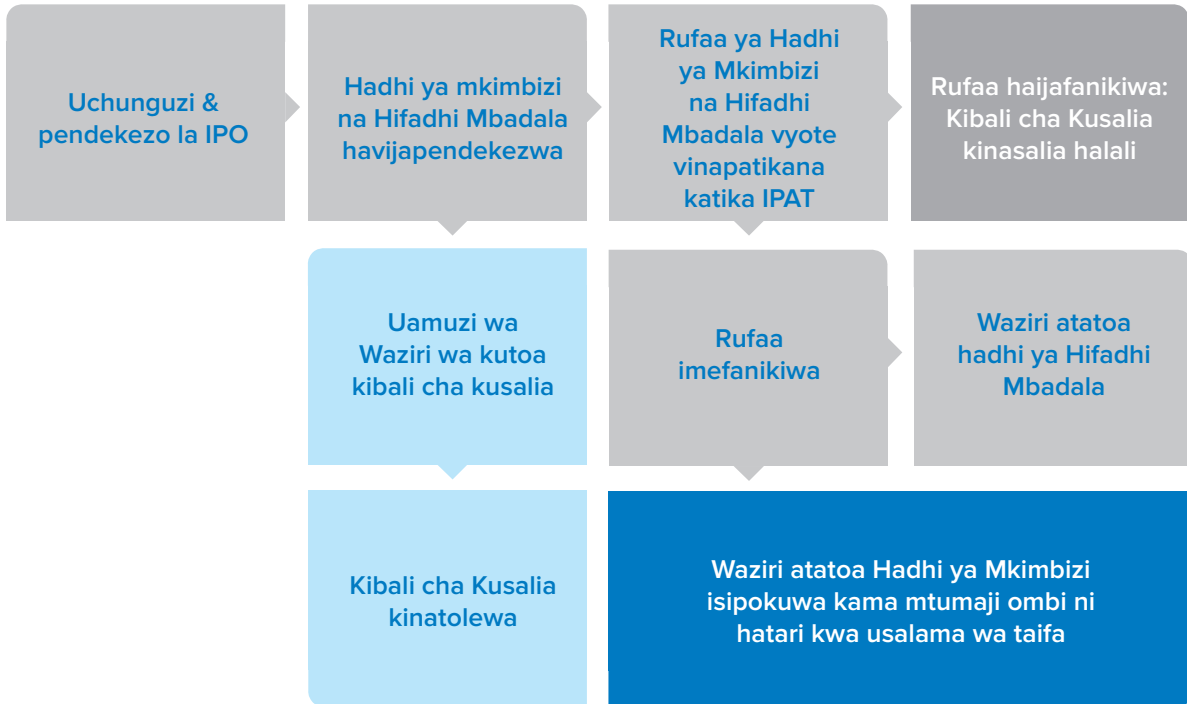 Uchunguzi &
pendekezo la IPO
Hadhi ya mkimbizi
na Hifadhi Mbadala
havijapendekezwa
Rufaa ya Hadhi
ya Mkimbizi
na Hifadhi
Mbadala vyote
vinapatikana
katika IPAT
Rufaa haijafanikiwa:
Kibali cha Kusalia
kinasalia halali
Uamuzi wa
Waziri wa kutoa
kibali cha kusalia
Rufaa
imefanikiwa
Waziri atatoa
hadhi ya Hifadhi
Mbadala
Kibali cha Kusalia
kinatolewa
Waziri atatoa Hadhi ya Mkimbizi
isipokuwa kama mtumaji ombi ni
hatari kwa usalama wa taifa